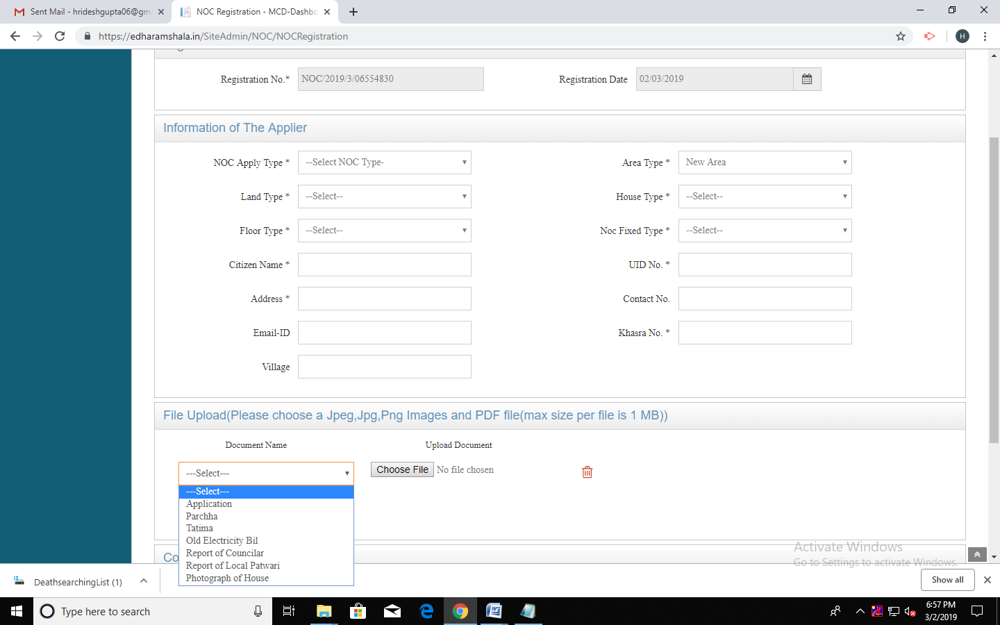 Sent Mail - hrideshgupta06@gm
NOC Registration - MCD-Dashbo
https://edharamshala.in/SiteAdmin/NOC/NOCRegistration
H
Registration No.* NOC/2019/3/06554830 Registration Date 02/03/2019
Information of The Applier
NOC Apply Type * --Select NOC Type- Area Type * New Area
Land Type * --Select-- House Type * --Select--
Floor Type * --Select-- Noc Fixed Type * --Select--
Citizen Name * UID No. *
Address * Contact No.
Email-ID Khasra No. *
Village
File Upload(Please choose a Jpeg,Jpg,Png Images and PDF file(max size per file is 1 MB))
Document Name Upload Document
---Select--- Choose File No file chosen
---Select---
Application
Parchha
Tatima
Old Electricity Bil
Report of Councilar
Report of Local Patwari
Photograph of House
Co
Activate Windows
Go to Settings to activate Windows.
DeathsearchingList (1)
Show all
Type here to search
6:57 PM
3/2/2019